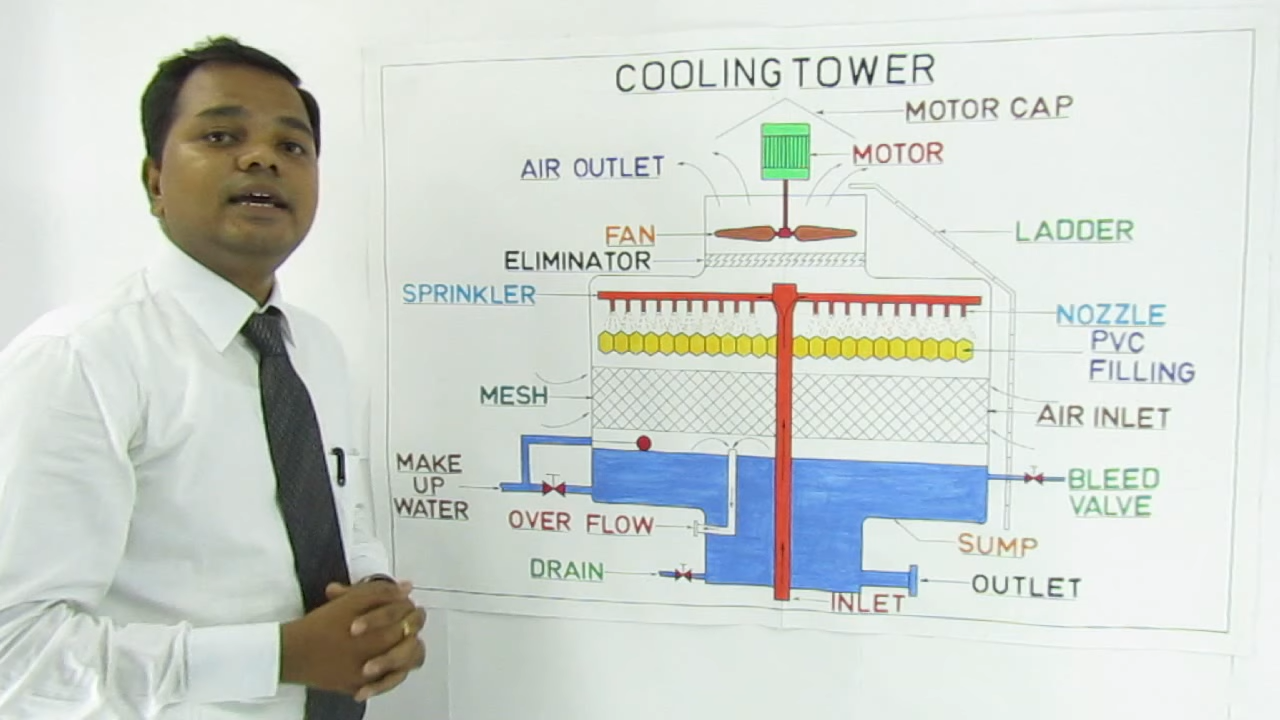 COOLING TOWER
MOTOR CAP
MOTOR
AIR OUTLET
LADDER
FAN
ELIMINATOR
SPRINKLER
NOZZLE
PVC
FILLING
MESH
AIR INLET
MAKE
UP
WATER
BLEED
VALVE
OVER FLOW
SUMP
DRAIN
OUTLET
INLET